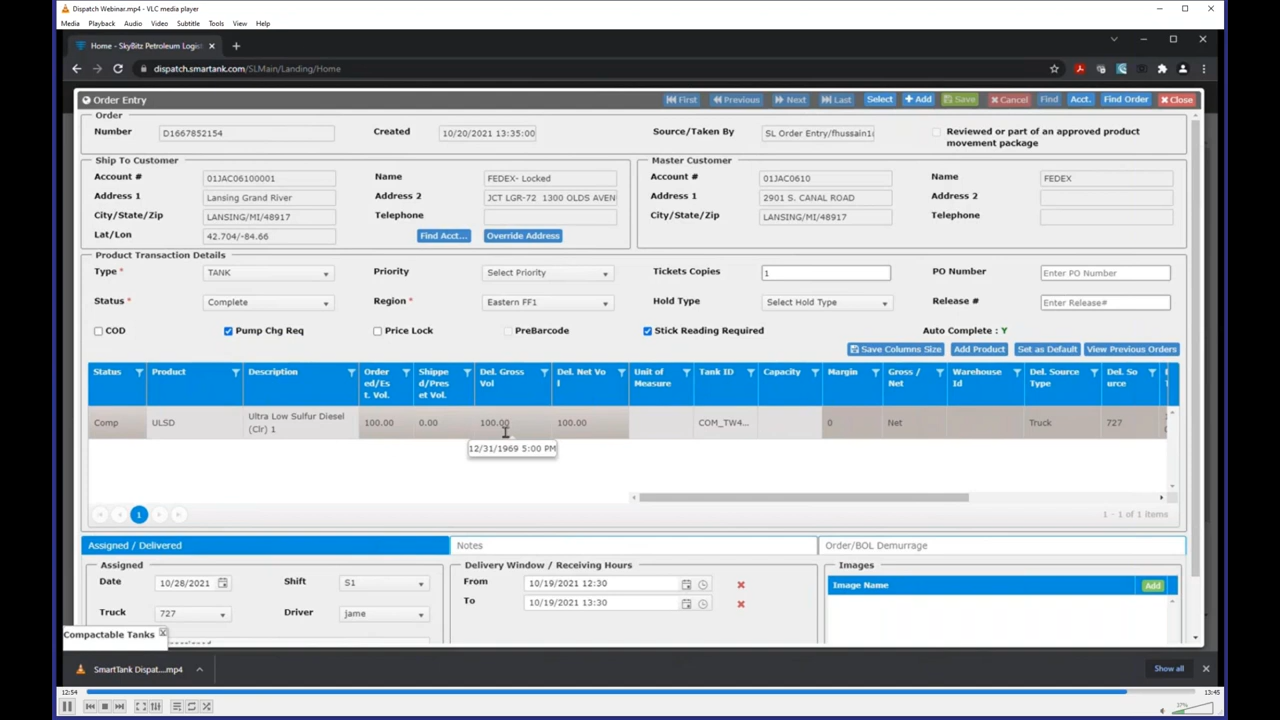 Dispatch Webinar.mp4 - VLC media player
Media Playback Audio Video Subtitle Tools View Help
Home - SkyBitz Petroleum Logist
dispatch.smartank.com/SLMain/Landing/Home
Order Entry First Previous Next Last Select Add Save Cancel Find Acct. Find Order Close
Order
Number D1667852154 Created 10/20/2021 13:35:00 Source/Taken By SL Order Entry/fhussain1( Reviewed or part of an approved product
movement package
Ship To Customer Master Customer
Account # 01JAC06100001 Name FEDEX- Locked Account # 01JAC0610 Name FEDEX
Address 1 Lansing Grand River Address 2 JCT LGR-72 1300 OLDS AVEN Address 1 2901 S. CANAL ROAD Address 2
City/State/Zip LANSING/MI/48917 Telephone City/State/Zip LANSING/MI/48917 Telephone
Lat/Lon 42.704/-84.66 Find Acct... Override Address
Product Transaction Details
Type * TANK Priority Select Priority Tickets Copies 1 PO Number Enter PO Number
Status * Complete Region * Eastern FF1 Hold Type Select Hold Type Release # Enter Release#
COD Pump Chg Req Price Lock PreBarcode Stick Reading Required Auto Complete : Y
Save Columns Size Add Product Set as Default View Previous Orders
Status Product Description Order Shippe Del. Gross Del. Net Vo Unit of Tank ID Capacity Margin Gross / Warehouse Del. Source Del. So
ed/Es d/Pres Vol l Measure Net Id Type urce
t. Vol. et Vol.
Comp ULSD Ultra Low Sulfur Diesel 100.00 0.00 100.00 100.00 COM_TW4... 0 Net Truck 727
(Clr) 1
12/31/1969 5:00 PM
1 1 - 1 of 1 items
Assigned / Delivered Notes Order/BOL Demurrage
Assigned Delivery Window / Receiving Hours Images
Date 10/28/2021 Shift S1 From 10/19/2021 12:30 Image Name Add
To 10/19/2021 13:30
Truck 727 Driver jame
Compactable Tanks
SmartTank Dispat....mp4 Show all
12:54 13:45
37%